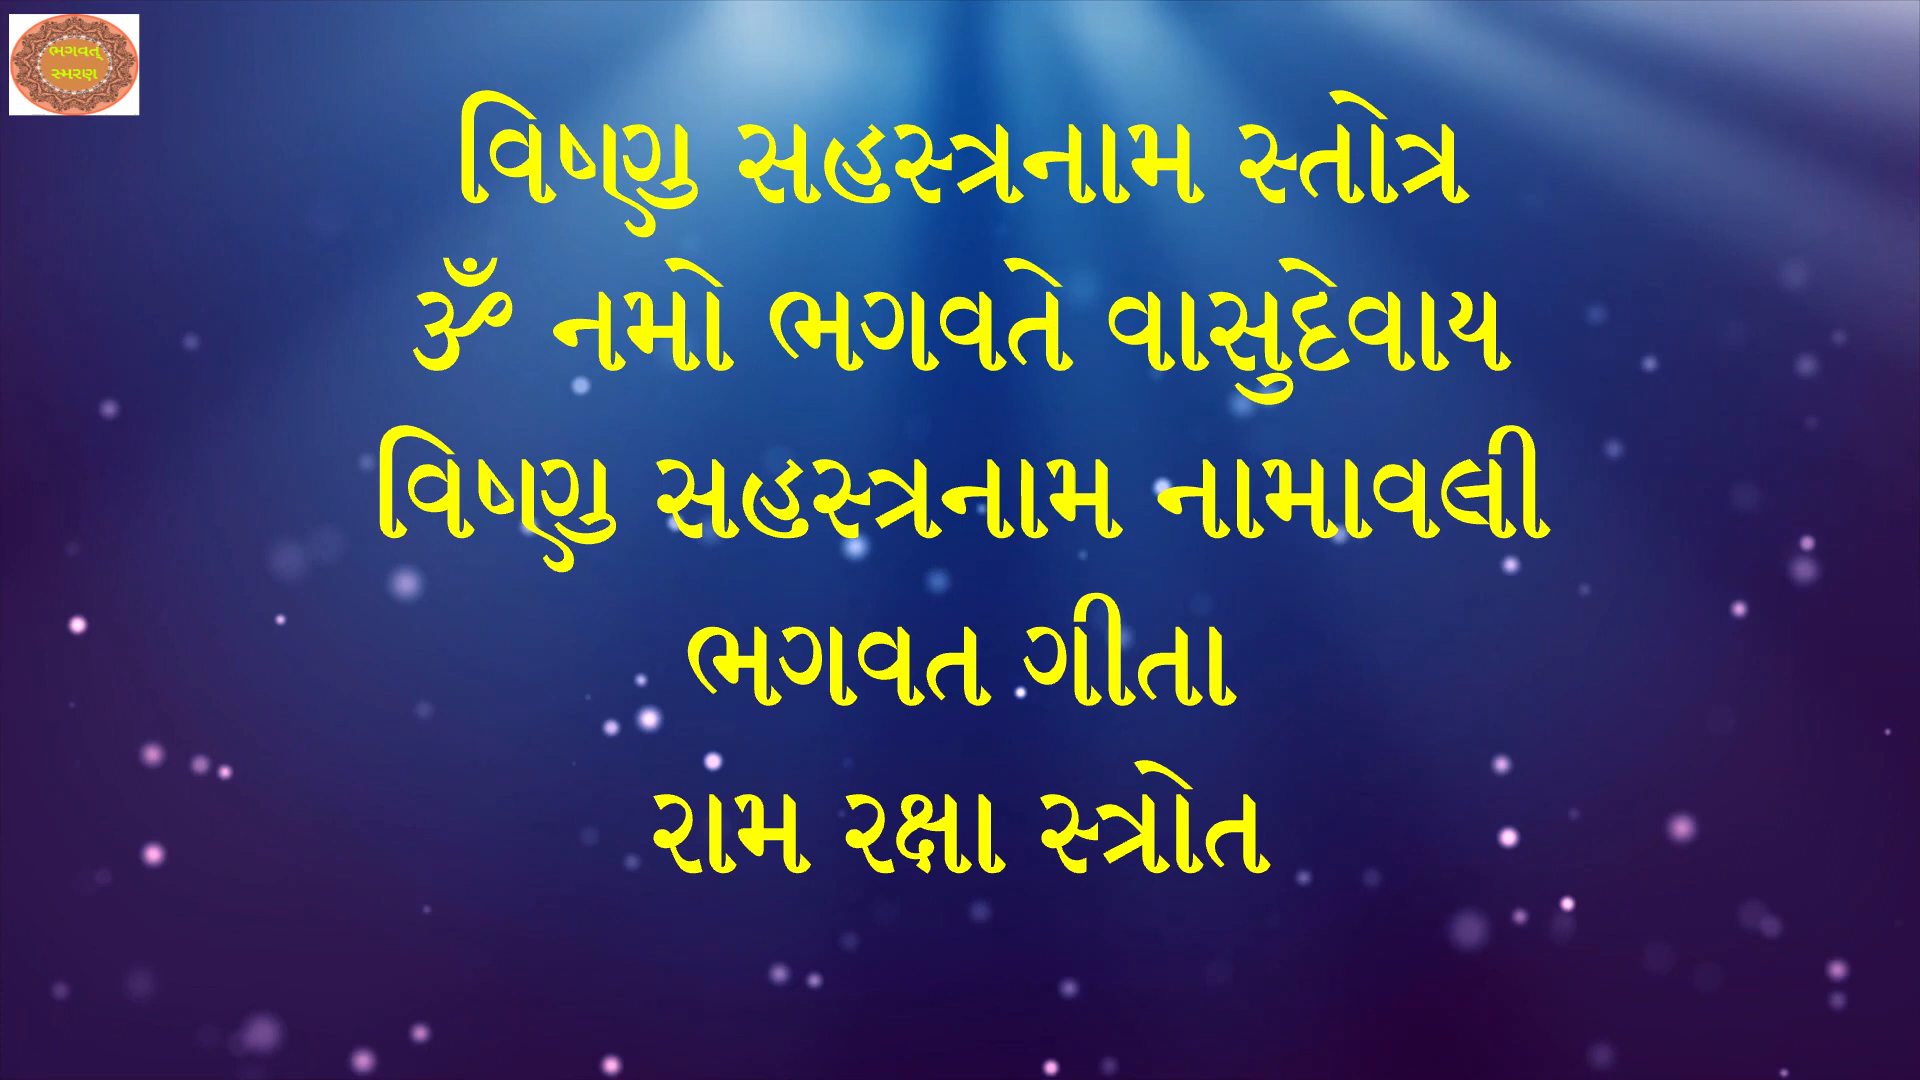 ભગવત્
સ્મરણ
વિષ્ણુ સહસ્ત્રનામ સ્તોત્ર
ૐ નમો ભગવતે વાસુદેવાય
વિષ્ણુ સહસ્ત્રનામ નામાવલી
ભગવત ગીતા
રામ રક્ષા સ્ત્રોત